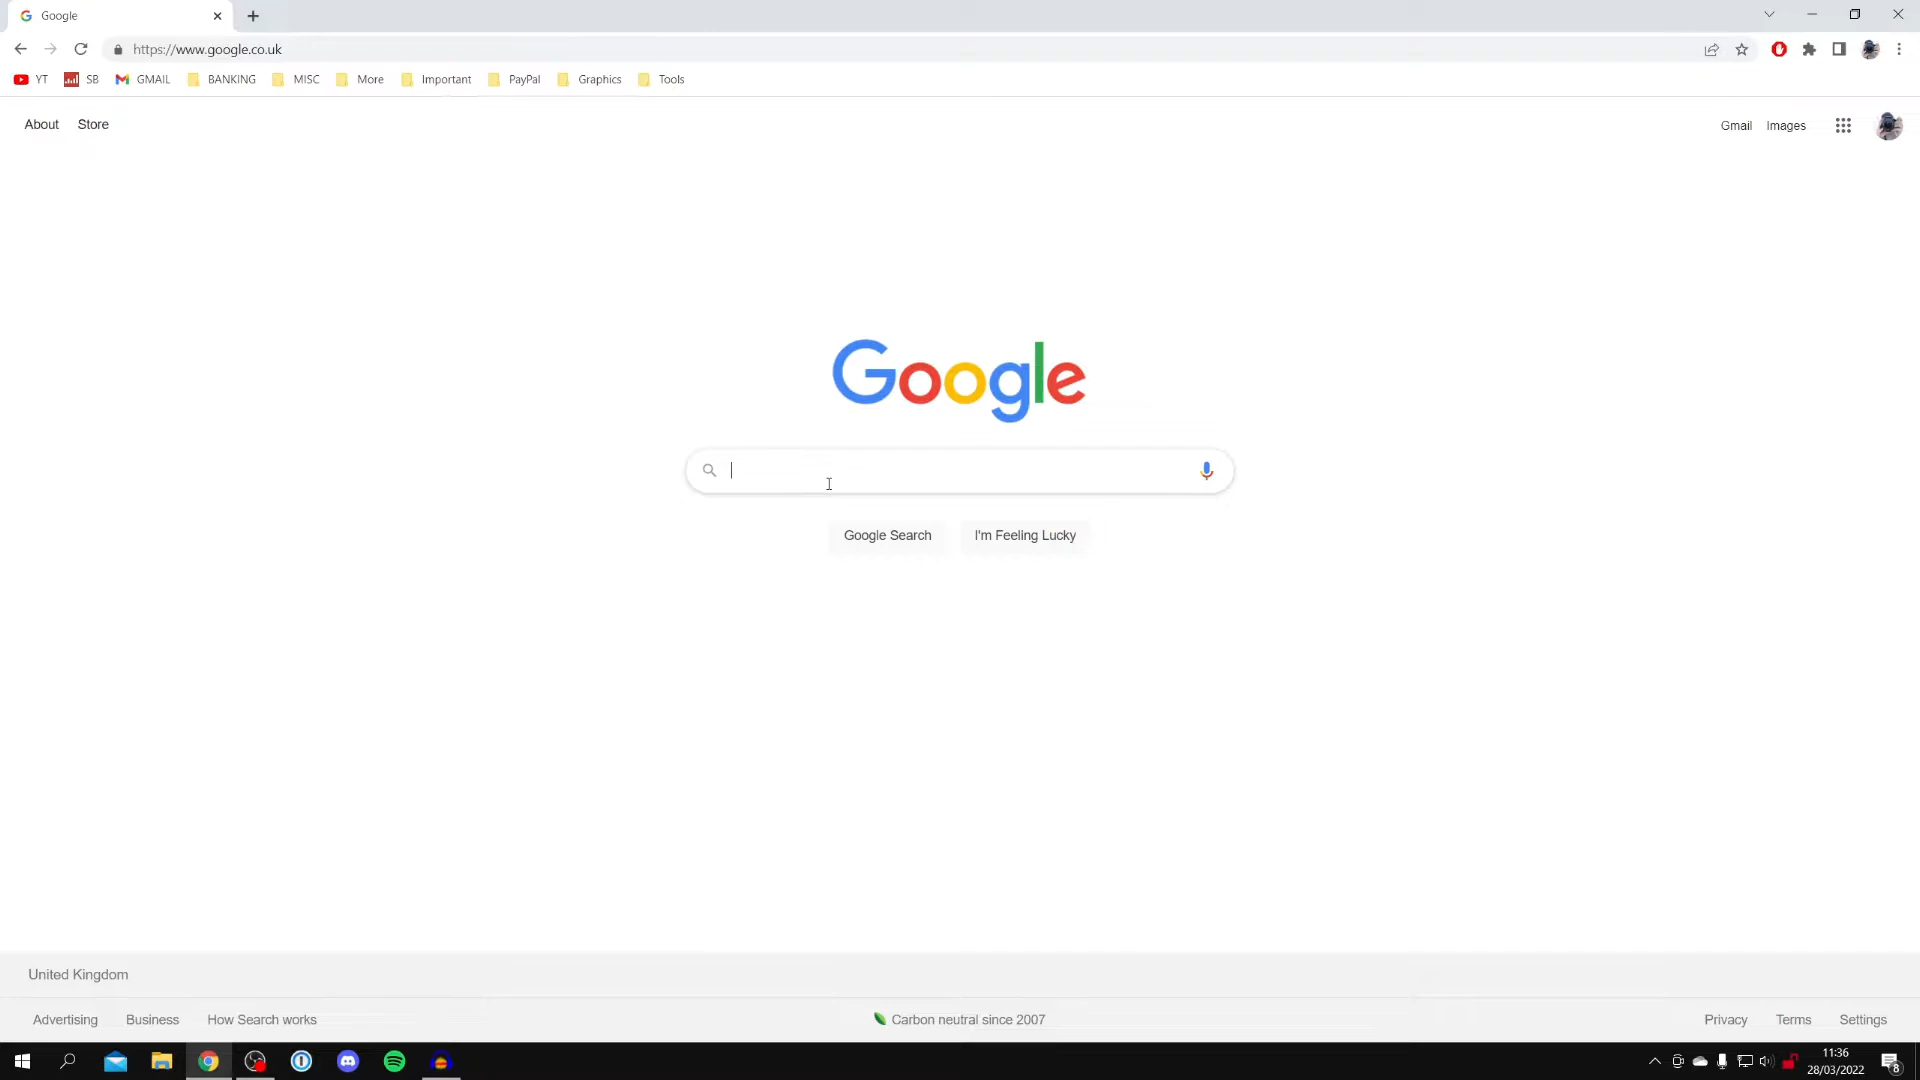 Google
https://www.google.co.uk
YT SB GMAIL BANKING MISC More Important PayPal Graphics Tools
About Store Gmail Images
Google
Google Search I'm Feeling Lucky
United Kingdom
Advertising Business How Search works Carbon neutral since 2007 Privacy Terms Settings
11:36
28/03/2022
8